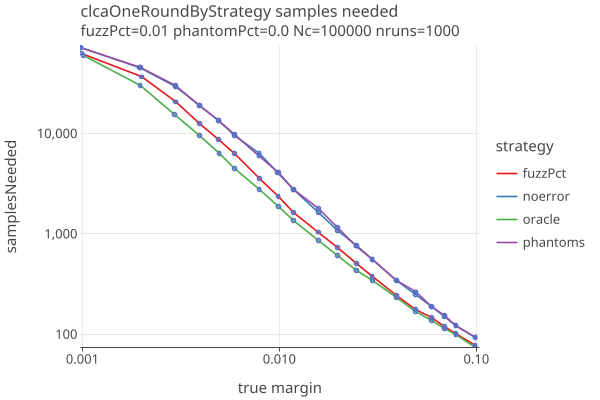 clcaOneRoundByStrategy samples needed
fuzzPct=0.01 phantomPct=0.0 Nc=100000 nruns=1000
samplesNeeded
10,000
1,000
100
0.001
0.010
0.10
true margin
strategy
fuzzPct
noerror
oracle
phantoms